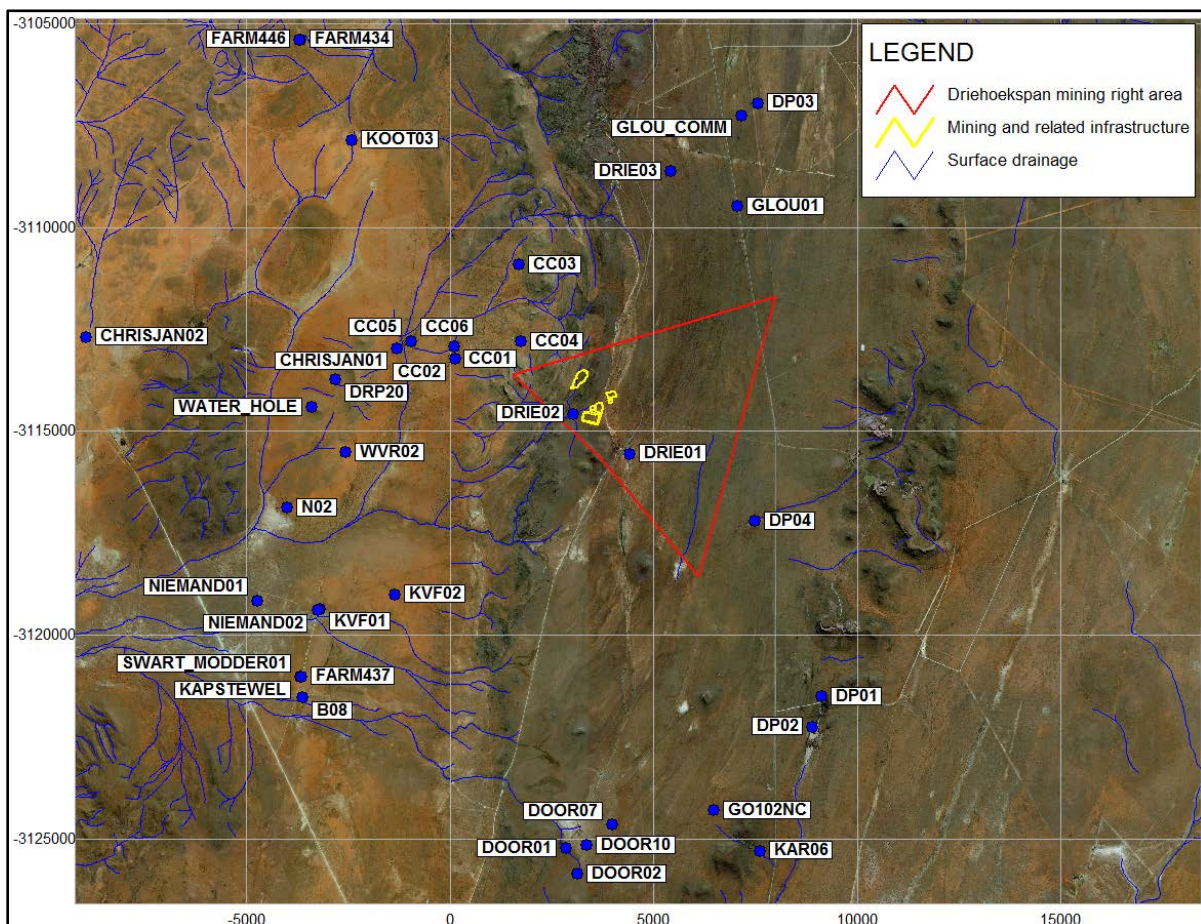 -3105000
FARM446
FARM434
LEGEND
Driehoekspan mining right area
Mining and related infrastructure
Surface drainage
DP03
GLOU_COMM
KOOT03
DRIE03
GLOU01
-3110000
CC03
CHRISJAN02
CC05
CC06
CC04
CHRISJAN01
CC01
CC02
DRP20
WATER_HOLE
DRIE02
-3115000
WVR02
DRIE01
N02
DP04
NIEMAND01
KVF02
NIEMAND02
KVF01
-3120000
SWART_MODDER01
FARM437
KAPSTEWEL
B08
DP01
DP02
DOOR07
GO102NC
-3125000
DOOR01
DOOR10
KAR06
DOOR02
-5000
0
5000
10000
15000